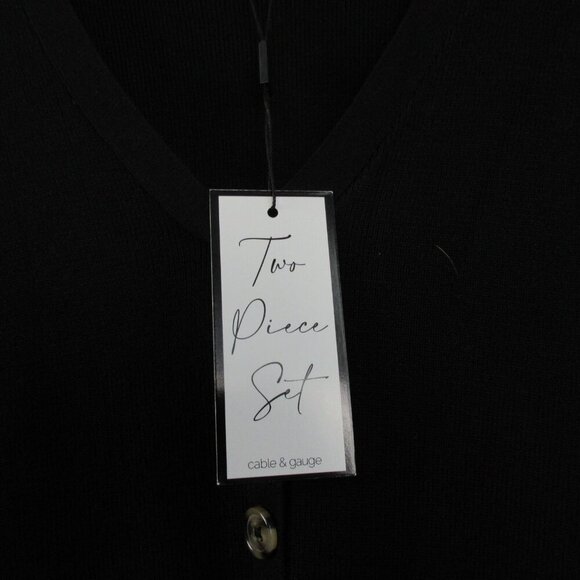 Two
Piece
Set
cable & gauge